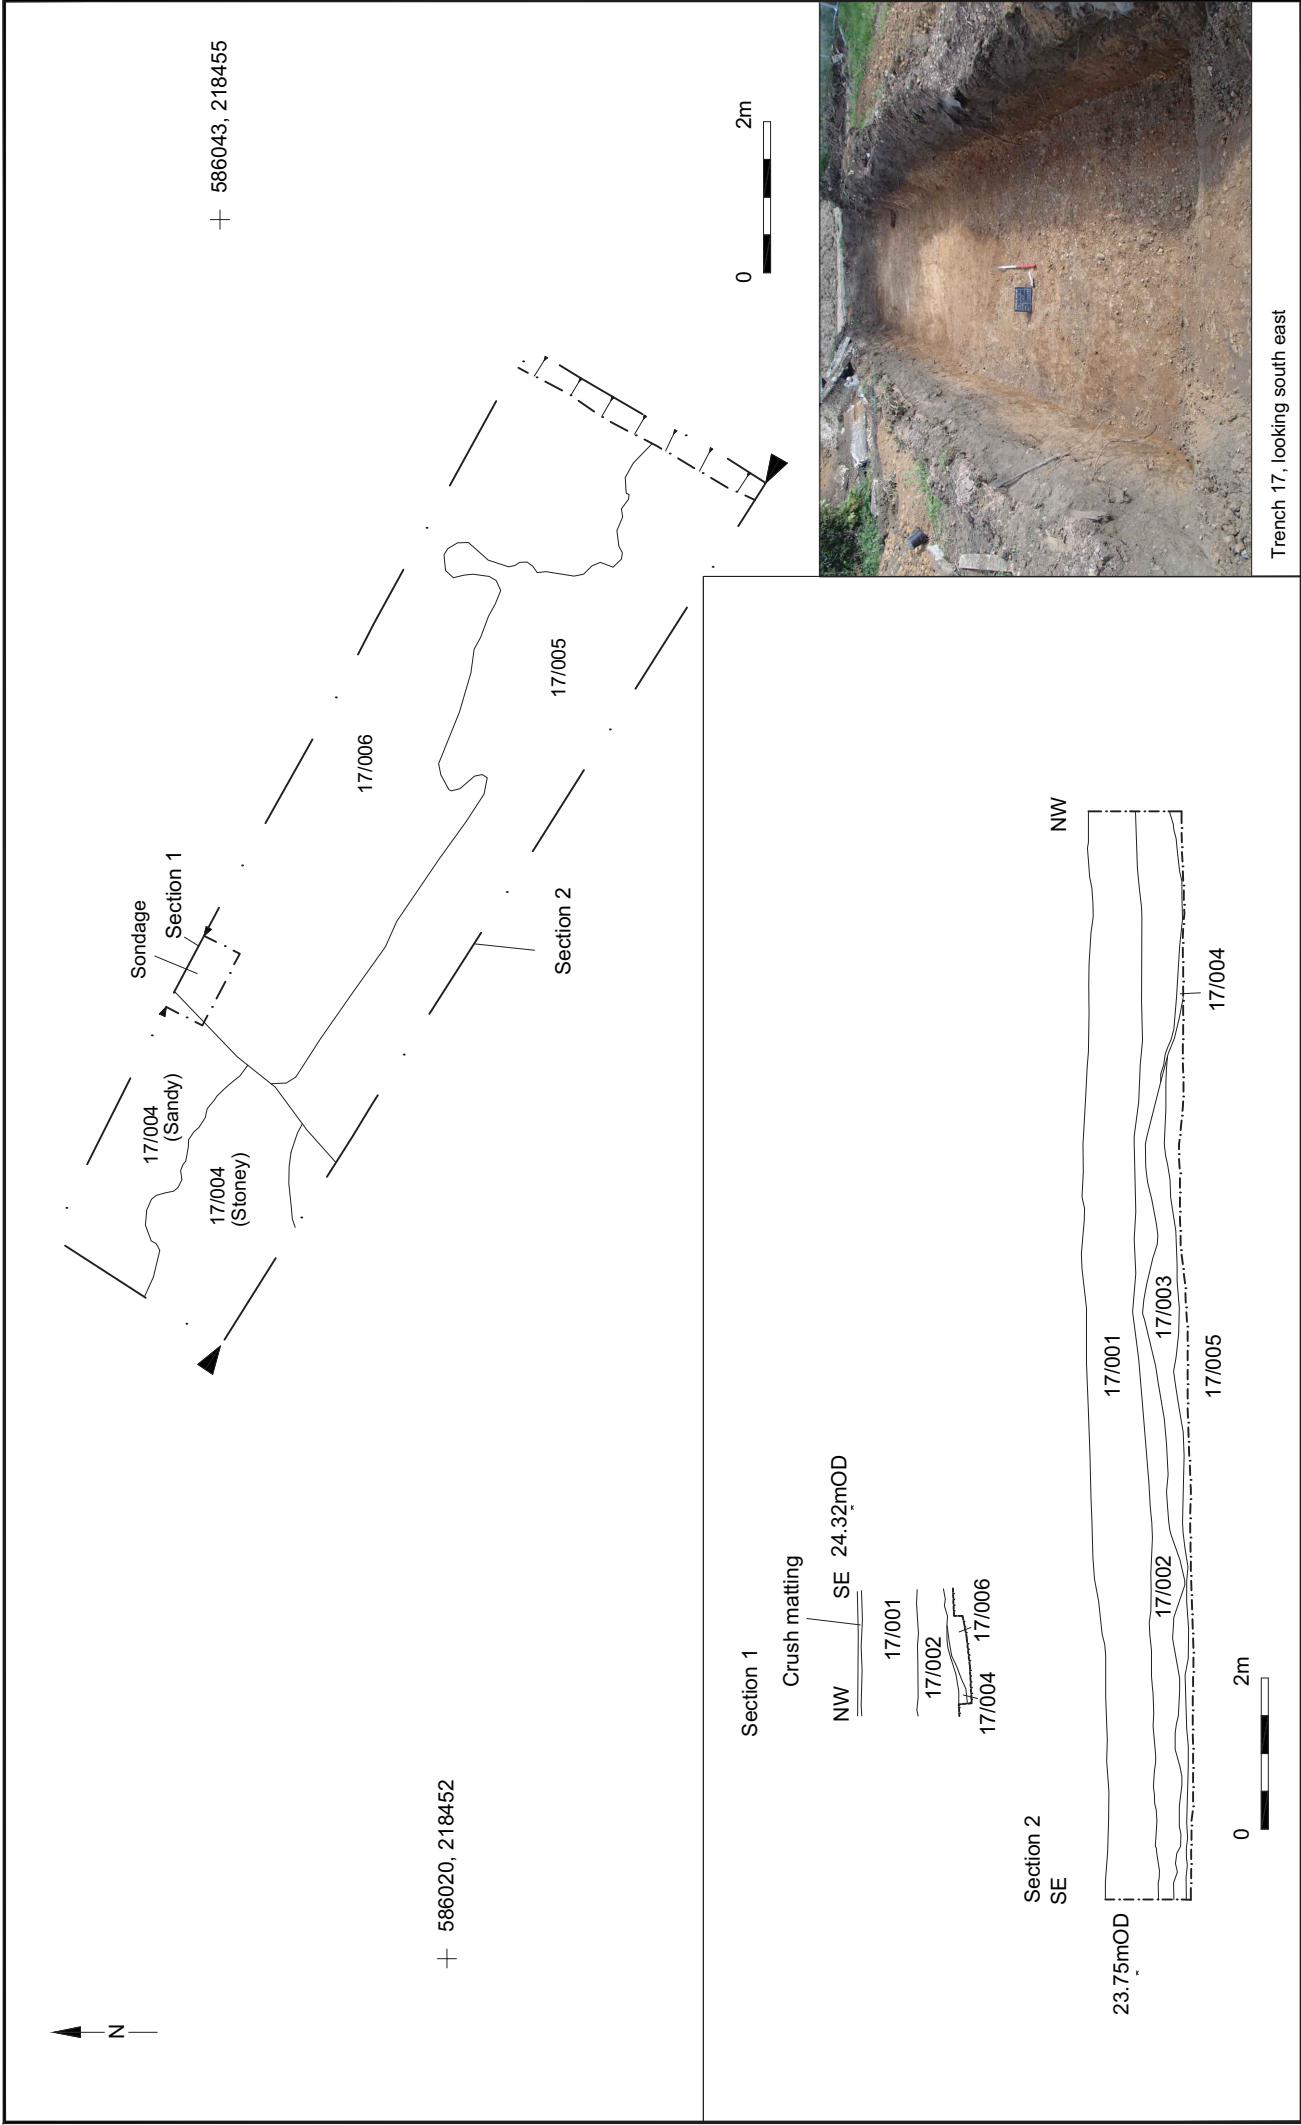 N
586020, 218452
586043, 218455
Sondage
Section 1
17/004
(Sandy)
17/004
(Stoney)
17/006
17/005
Section 2
0 2m
Section 1
Crush matting
NW SE 24.32mOD
17/001
17/002
17/004 17/006
Section 2
SE NW
23.75mOD
17/001
17/002 17/003
17/005 17/004
0 2m
Trench 17, looking south east